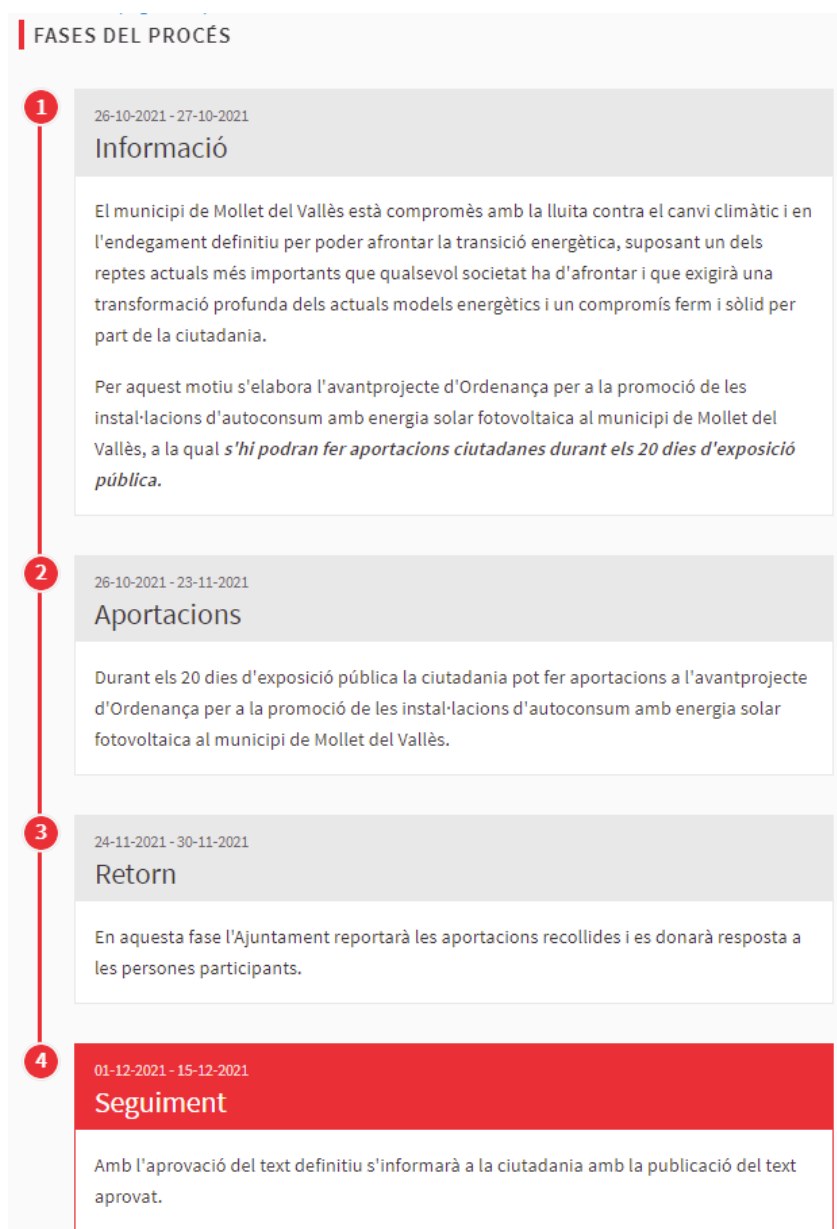 FASES DEL PROCÉS
1
26-10-2021 - 27-10-2021
Informació
El municipi de Mollet del Vallès està compromès amb la lluita contra el canvi climàtic i en
l'endegament definitiu per poder afrontar la transició energètica, suposant un dels
reptes actuals més importants que qualsevol societat ha d'afrontar i que exigirà una
transformació profunda dels actuals models energètics i un compromís ferm i sòlid per
part de la ciutadania.
Per aquest motiu s'elabora l'avantprojecte d'Ordenança per a la promoció de les
instal·lacions d'autoconsum amb energia solar fotovoltaica al municipi de Mollet del
Vallès, a la qual s'hi podran fer aportacions ciutadanes durant els 20 dies d'exposició
pública.
2
26-10-2021 - 23-11-2021
Aportacions
Durant els 20 dies d'exposició pública la ciutadania pot fer aportacions a l'avantprojecte
d'Ordenança per a la promoció de les instal·lacions d'autoconsum amb energia solar
fotovoltaica al municipi de Mollet del Vallès.
3
24-11-2021 - 30-11-2021
Retorn
En aquesta fase l'Ajuntament reportarà les aportacions recollides i es donarà resposta a
les persones participants.
4
01-12-2021 - 15-12-2021
Seguiment
Amb l'aprovació del text definitiu s'informarà a la ciutadania amb la publicació del text
aprovat.